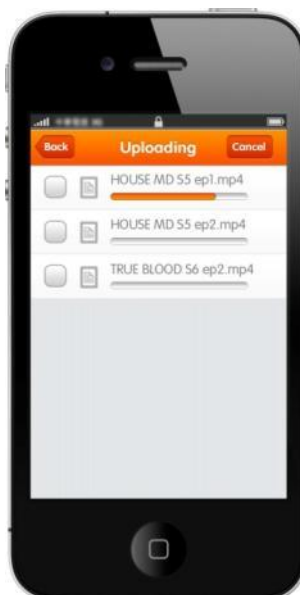 Back
Uploading
Cancel
HOUSE MD S5 ep1.mp4
HOUSE MD S5 ep2.mp4
TRUE BLOOD S6 ep2.mp4